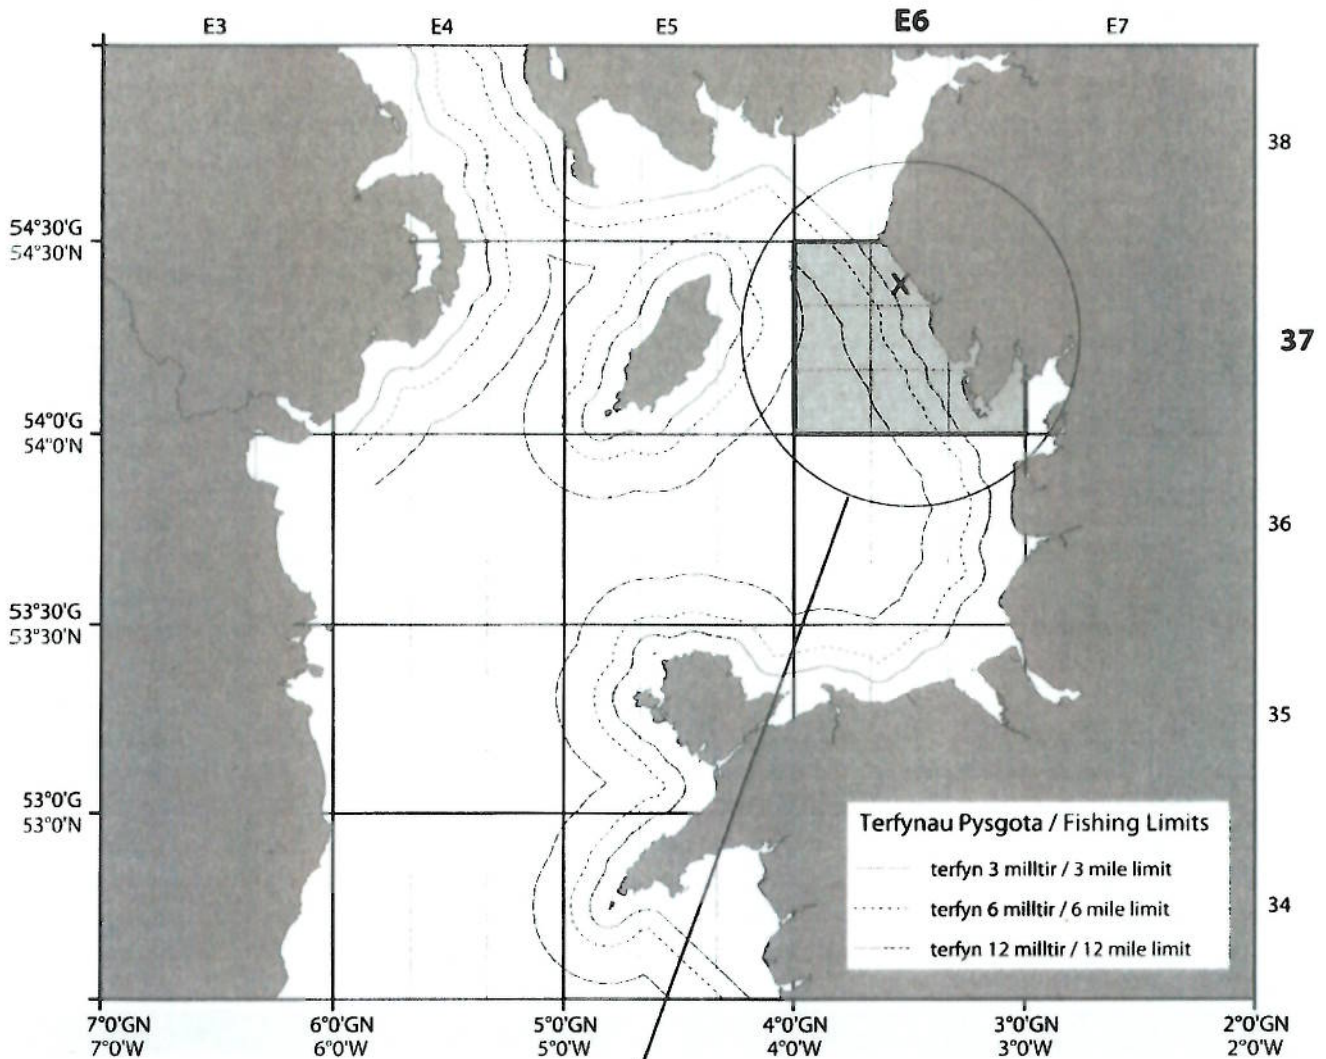 E3 E4 E5 E6 E7
38
54°30'G
54°30'N
37
54°0'G
54°0'N
36
53°30'G
53°30'N
35
53°0'G
53°0'N
34
Terfynau Pysgota / Fishing Limits
terfyn 3 milltir / 3 mile limit
terfyn 6 milltir / 6 mile limit
terfyn 12 milltir / 12 mile limit
7°0'GN 6°0'GN 5°0'GN 4°0'GN 3°0'GN 2°0'GN
7°0'W 6°0'W 5°0'W 4°0'W 3°0'W 2°0'W
X